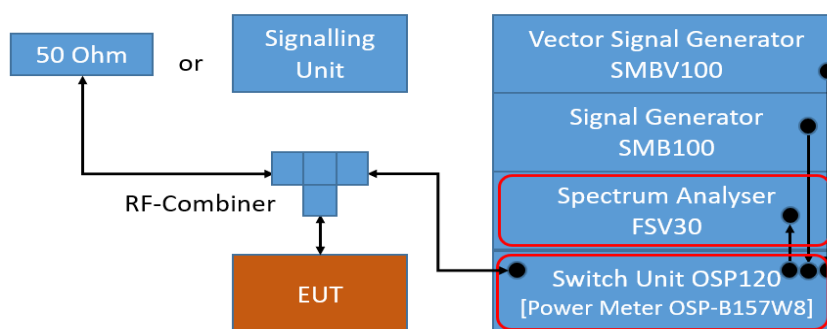 50 Ohm
or
Signalling
Unit
Vector Signal Generator
SMBV100
Signal Generator
SMB100
RF-Combiner
Spectrum Analyser
FSV30
EUT
Switch Unit OSP120
[Power Meter OSP-B157W8]